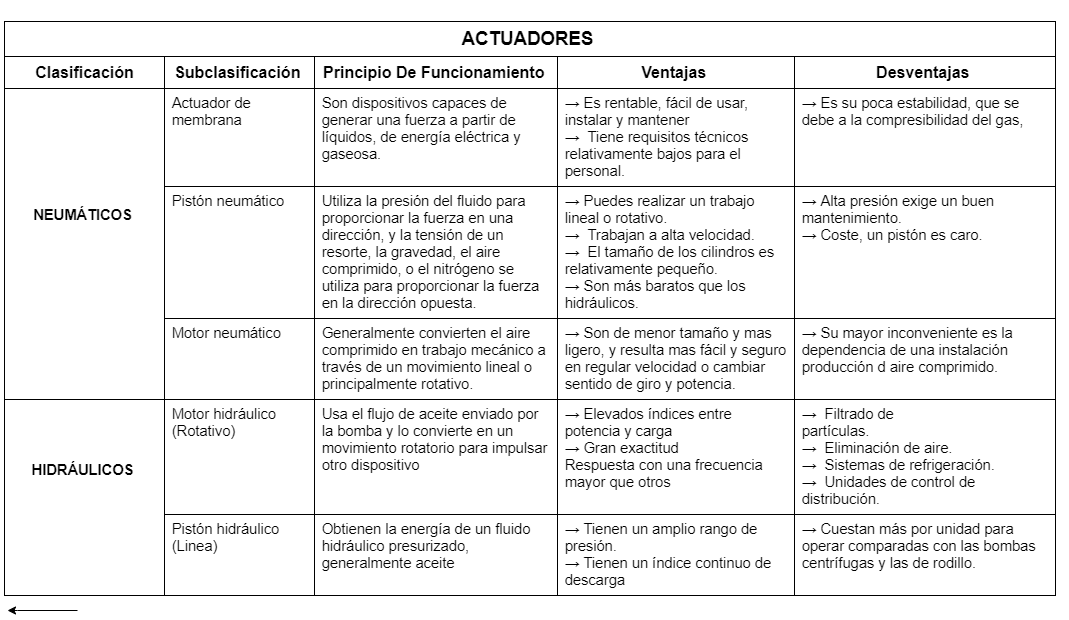 ACTUADORES
Clasificación
Subclasificación
Principio De Funcionamiento
Ventajas
Desventajas
NEUMÁTICOS
Actuador de
membrana
Son dispositivos capaces de
generar una fuerza a partir de
líquidos, de energía eléctrica y
gaseosa.
→ Es rentable, fácil de usar,
instalar y mantener
→ Tiene requisitos técnicos
relativamente bajos para el
personal.
→ Es su poca estabilidad, que se
debe a la compresibilidad del gas,
Pistón neumático
Utiliza la presión del fluido para
proporcionar la fuerza en una
dirección, y la tensión de un
resorte, la gravedad, el aire
comprimido, o el nitrógeno se
utiliza para proporcionar la fuerza
en la dirección opuesta.
→ Puedes realizar un trabajo
lineal o rotativo.
→ Trabajan a alta velocidad.
→ El tamaño de los cilindros es
relativamente pequeño.
→ Son más baratos que los
hidráulicos.
→ Alta presión exige un buen
mantenimiento.
→ Coste, un pistón es caro.
Motor neumático
Generalmente convierten el aire
comprimido en trabajo mecánico a
través de un movimiento lineal o
principalmente rotativo.
→ Son de menor tamaño y mas
ligero, y resulta mas fácil y seguro
en regular velocidad o cambiar
sentido de giro y potencia.
→ Su mayor inconveniente es la
dependencia de una instalación
producción d aire comprimido.
HIDRÁULICOS
Motor hidráulico
(Rotativo)
Usa el flujo de aceite enviado por
la bomba y lo convierte en un
movimiento rotatorio para impulsar
otro dispositivo
→ Elevados índices entre
potencia y carga
→ Gran exactitud
Respuesta con una frecuencia
mayor que otros
→ Filtrado de
partículas.
→ Eliminación de aire.
→ Sistemas de refrigeración.
→ Unidades de control de
distribución.
Pistón hidráulico
(Linea)
Obtienen la energía de un fluido
hidráulico presurizado,
generalmente aceite
→ Tienen un amplio rango de
presión.
→ Tienen un índice continuo de
descarga
→ Cuestan más por unidad para
operar comparadas con las bombas
centrífugas y las de rodillo.